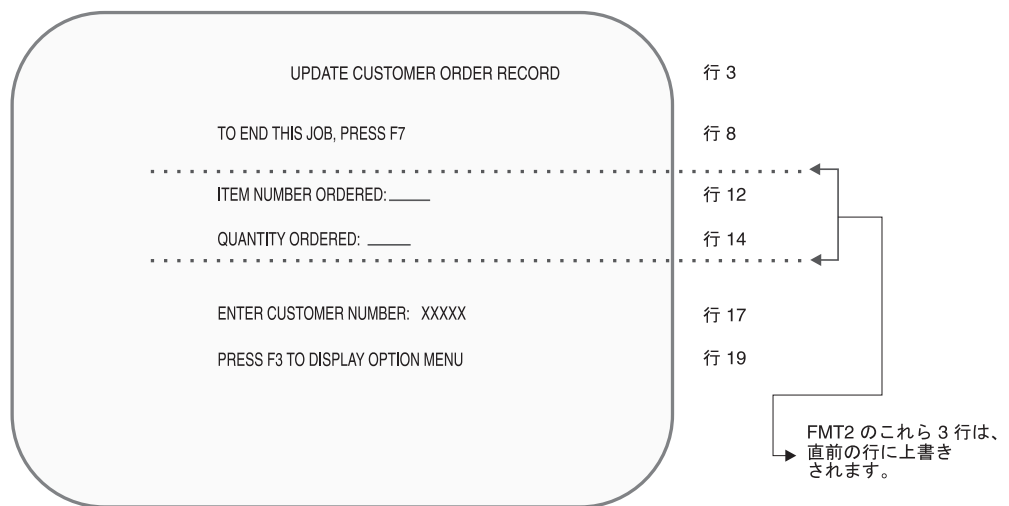 UPDATE CUSTOMER ORDER RECORD 行 3
TO END THIS JOB, PRESS F7 行 8
ITEM NUMBER ORDERED: 行 12
QUANTITY ORDERED: 行 14
ENTER CUSTOMER NUMBER: XXXXX 行 17
PRESS F3 TO DISPLAY OPTION MENU 行 19
FMT2 のこれら 3 行は、
直前の行に上書き
されます。